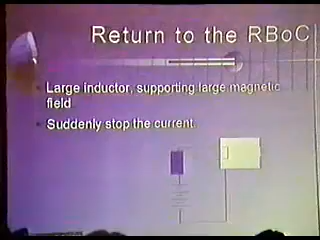 Return to the RBoC
Large inductor, supporting large magnetic
field
Suddenly stop the current.